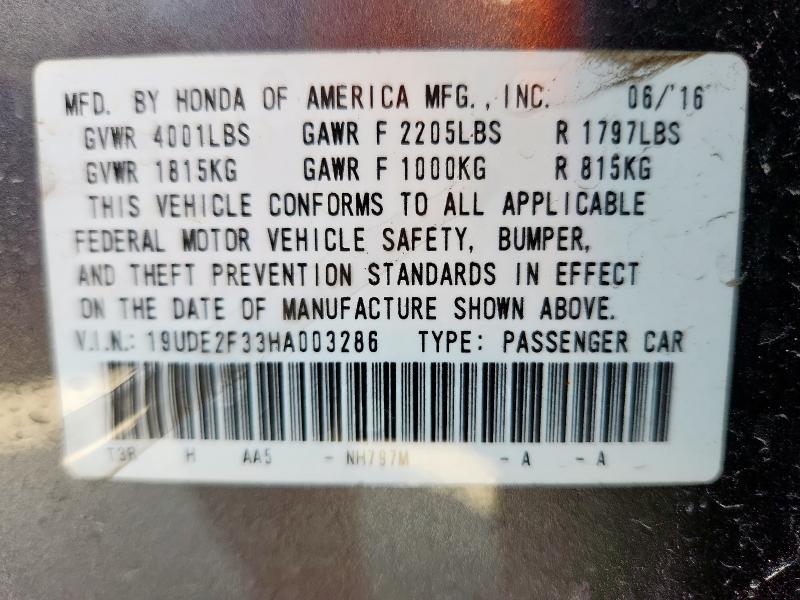 MFD. BY HONDA OF AMERICA MFG., INC. 06/'16
GVWR 4001LBS GAWR F 2205LBS R 1797LBS
GVWR 1815KG GAWR F 1000KG R 815KG
THIS VEHICLE CONFORMS TO ALL APPLICABLE
FEDERAL MOTOR VEHICLE SAFETY, BUMPER,
AND THEFT PREVENTION STANDARDS IN EFFECT
ON THE DATE OF MANUFACTURE SHOWN ABOVE.
V.I.N.: 19UDE2F33HA003286 TYPE: PASSENGER CAR
T3R H AA5 - NH797M - A - A